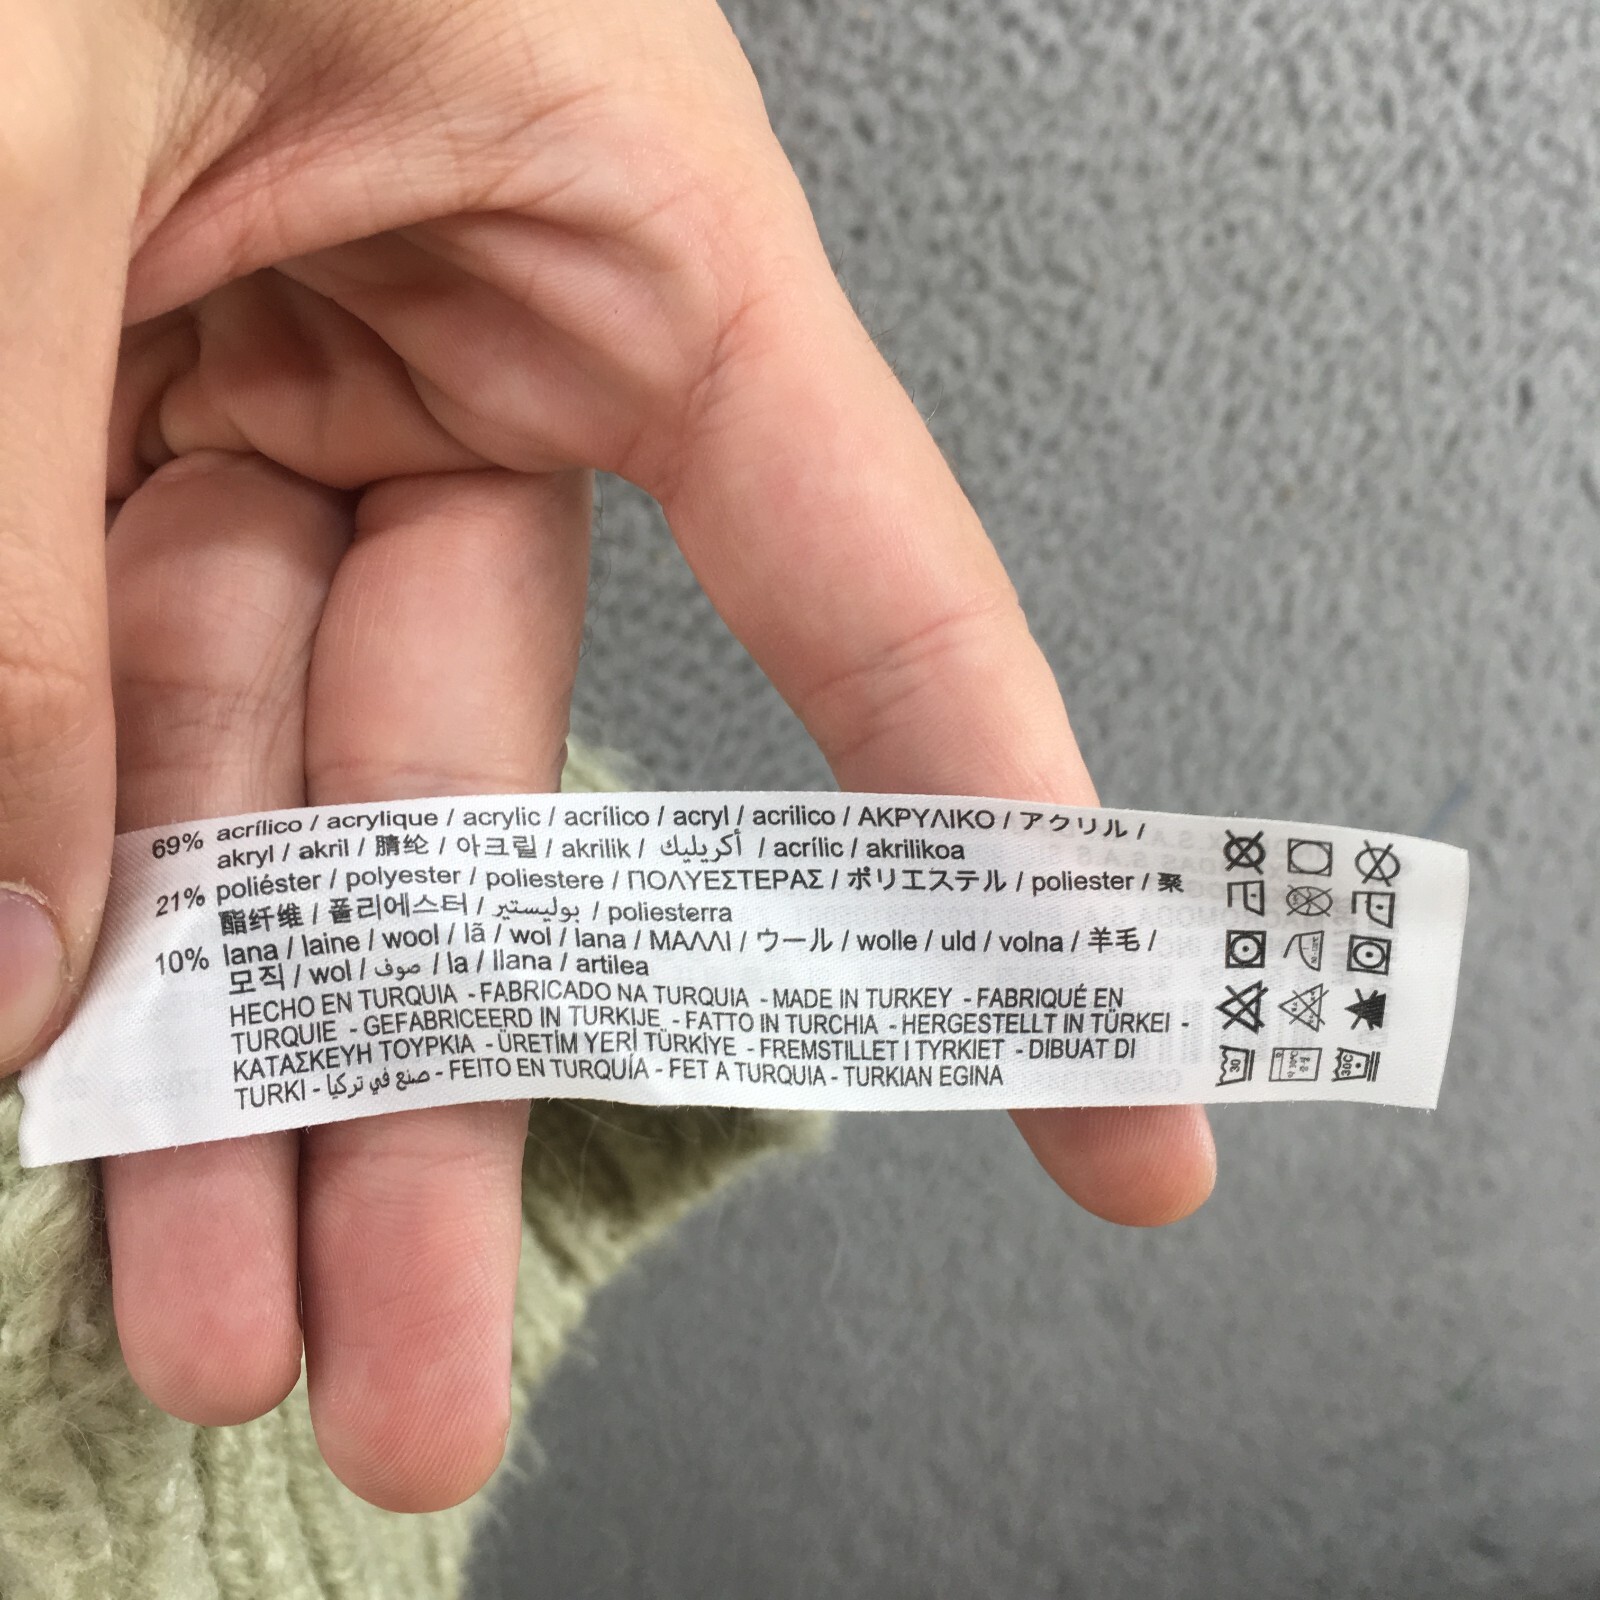 69% acrílico / acrylique / acrylic / acrílico / acryl / acrilico / ΑΚΡΥΛΙΚΟ / アクリル /
akryl / akril / 腈纶 / 아크릴 / akrilik / أكريليك / acrílic / akrilikoa
21% poliéster / polyester / poliestere / ΠΟΛΥΕΣΤΕΡΑΣ / ポリエステル / poliester / 聚
酯纤维 / 폴리에스터 / بوليستير / poliesterra
10% lana / laine / wool / lã / wol / lana / ΜΑΛΛΙ / ウール / wolle / uld / volna / 羊毛 /
모직 / wol / صوف / la / llana / artilea
HECHO EN TURQUIA - FABRICADO NA TURQUIA - MADE IN TURKEY - FABRIQUÉ EN
TURQUIE - GEFABRICEERD IN TURKIJE - FATTO IN TURCHIA - HERGESTELLT IN TÜRKEI -
ΚΑΤΑΣΚΕΥΗ ΤΟΥΡΚΙΑ - ÜRETİM YERİ TÜRKİYE - FREMSTILLET I TYRKIET - DIBUAT DI
TURKI - صنع في تركيا - FEITO EN TURQUÍA - FET A TURQUIA - TURKIAN EGINA
30
30C